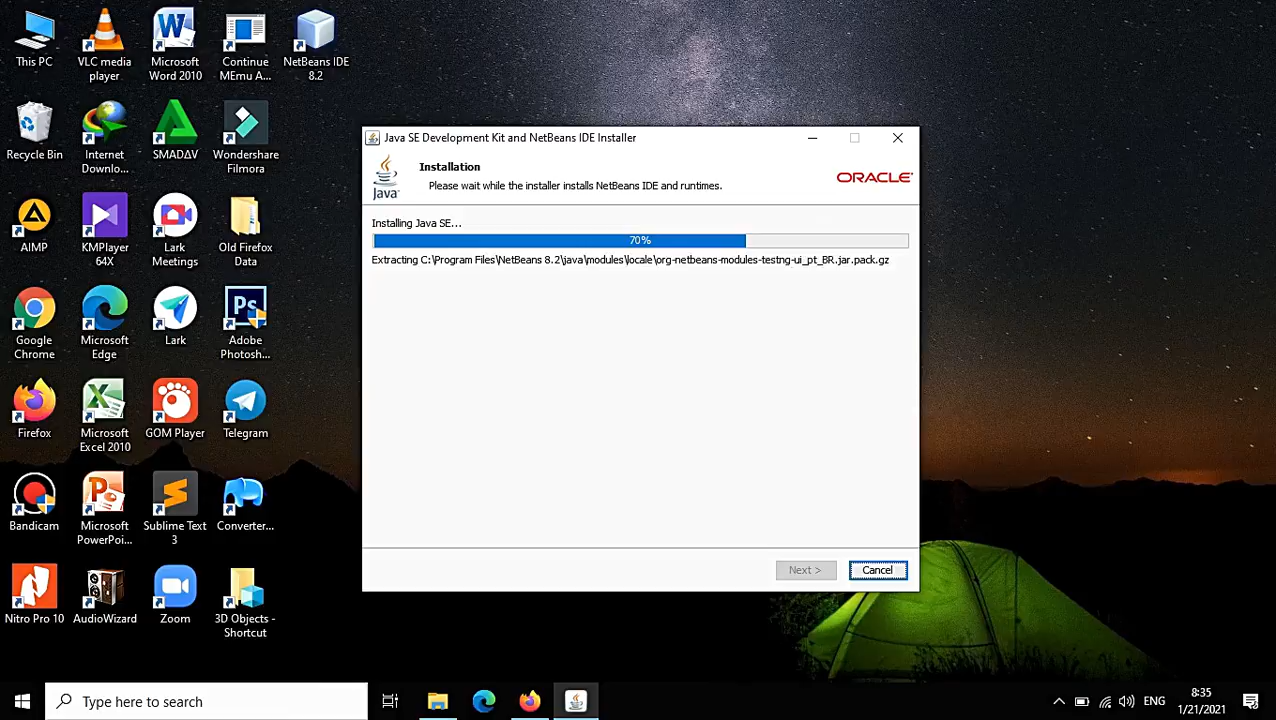 This PC
VLC media
player
Microsoft
Word 2010
Continue
MEmu A...
NetBeans IDE
8.2
Recycle Bin
Internet
Downlo...
SMADΔV
Wondershare
Filmora
AIMP
KMPlayer
64X
Lark
Meetings
Old Firefox
Data
Google
Chrome
Microsoft
Edge
Lark
Ps
Adobe
Photosh...
Firefox
Microsoft
Excel 2010
GOM Player
Telegram
Bandicam
Microsoft
PowerPoi...
Sublime Text
3
Converter...
Nitro Pro 10
AudioWizard
Zoom
3D Objects -
Shortcut
Java SE Development Kit and NetBeans IDE Installer
Installation
Please wait while the installer installs NetBeans IDE and runtimes.
Java
ORACLE
Installing Java SE...
70%
Extracting C:\Program Files\NetBeans 8.2\java\modules\locale\org-netbeans-modules-testng-ui_pt_BR.jar.pack.gz
Next >
Cancel
Type here to search
ENG
8:35
1/21/2021